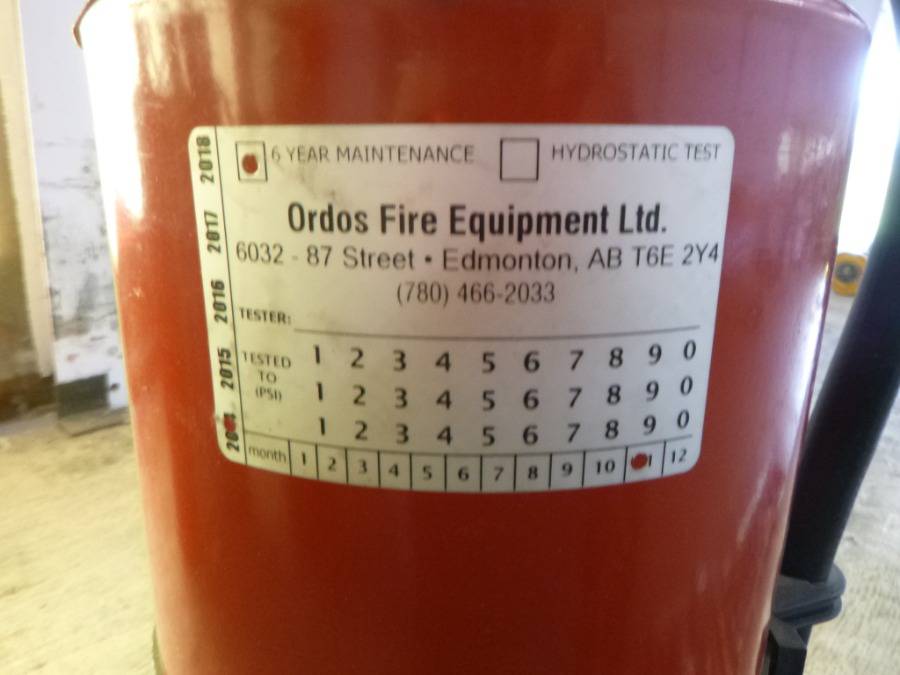 6 YEAR MAINTENANCE HYDROSTATIC TEST
Ordos Fire Equipment Ltd.
6032 - 87 Street • Edmonton, AB T6E 2Y4
(780) 466-2033
TESTER:
TESTED TO (PSI)
1 2 3 4 5 6 7 8 9 0
1 2 3 4 5 6 7 8 9 0
1 2 3 4 5 6 7 8 9 0
month 1 2 3 4 5 6 7 8 9 10 11 12
2015 2016 2017 2018